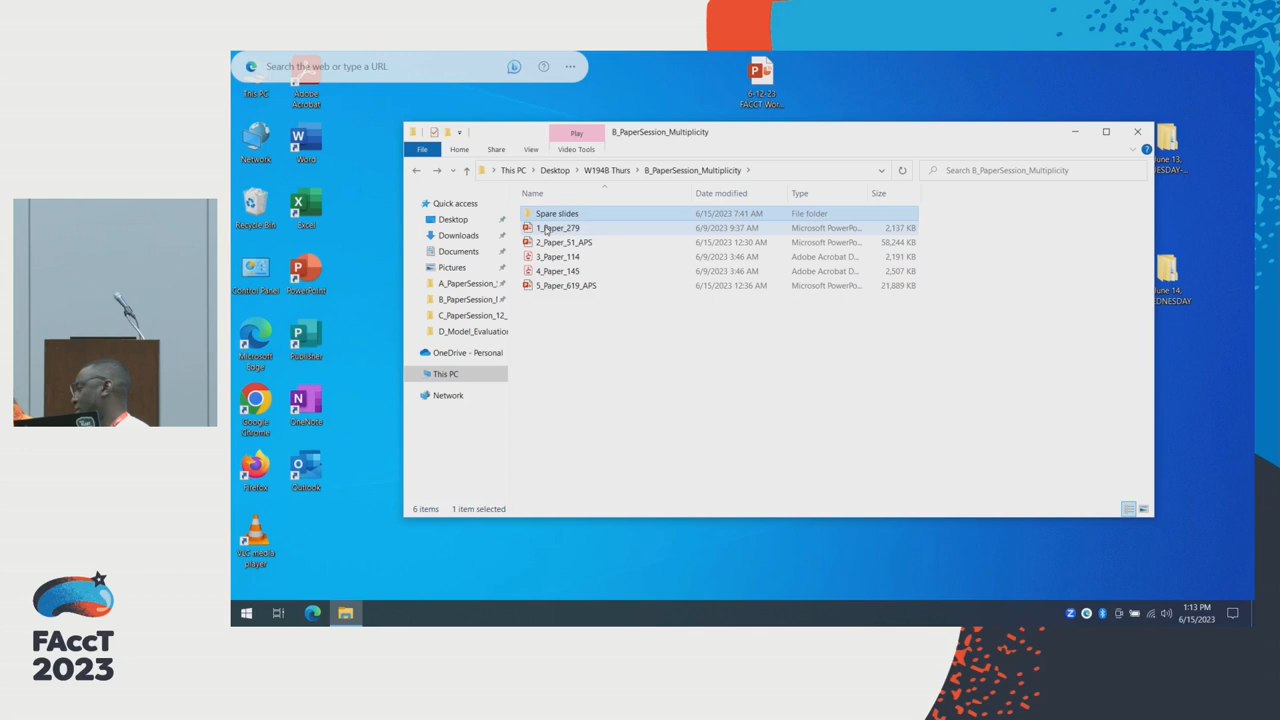 Search the web or type a URL
This PC
Adobe Acrobat
6-12-23 FACCT Wor...
Network
Word
Recycle Bin
Excel
Control Panel
PowerPoint
Microsoft Edge
Publisher
Google Chrome
OneNote
Firefox
Outlook
VLC media player
June 14,
Play
B_PaperSession_Multiplicity
File
Home
Share
View
Video Tools
This PC > Desktop > W194B Thurs > B_PaperSession_Multiplicity >
Search B_PaperSession_Multiplicity
Name
Date modified
Type
Size
Spare slides 6/15/2023 7:41 AM File folder
1_Paper_279 6/9/2023 9:37 AM Microsoft PowerPo... 2,137 KB
2_Paper_51_APS 6/15/2023 12:30 AM Microsoft PowerPo... 58,244 KB
3_Paper_114 6/9/2023 3:46 AM Adobe Acrobat D... 2,191 KB
4_Paper_145 6/9/2023 3:46 AM Adobe Acrobat D... 2,507 KB
5_Paper_619_APS 6/15/2023 12:36 AM Microsoft PowerPo... 21,889 KB
Quick access
Desktop
Downloads
Documents
Pictures
A_PaperSession_
B_PaperSession_
C_PaperSession_12_
D_Model_Evaluation
OneDrive - Personal
This PC
Network
6 items
1 item selected
1:13 PM
6/15/2023
FAccT
2023